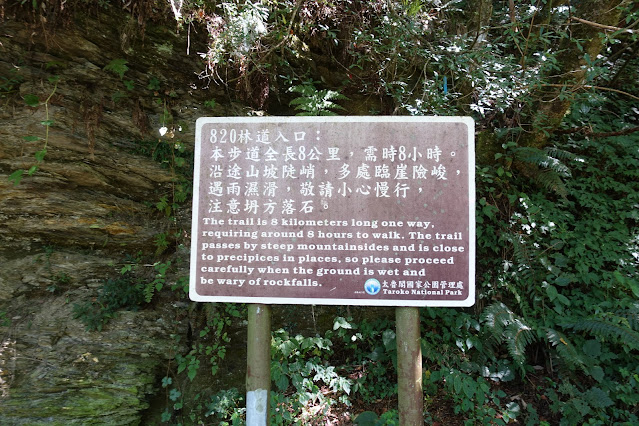 820林道入口：
本步道全長8公里，需時8小時。
沿途山坡陡峭，多處臨崖險峻，
遇雨濕滑，敬請小心慢行，
注意坍方落石。
The trail is 8 kilometers long one way,
requiring around 8 hours to walk. The trail
passes by steep mountainsides and is close
to precipices in places, so please proceed
carefully when the ground is wet and
be wary of rockfalls.
太魯閣國家公園管理處
Taroko National Park